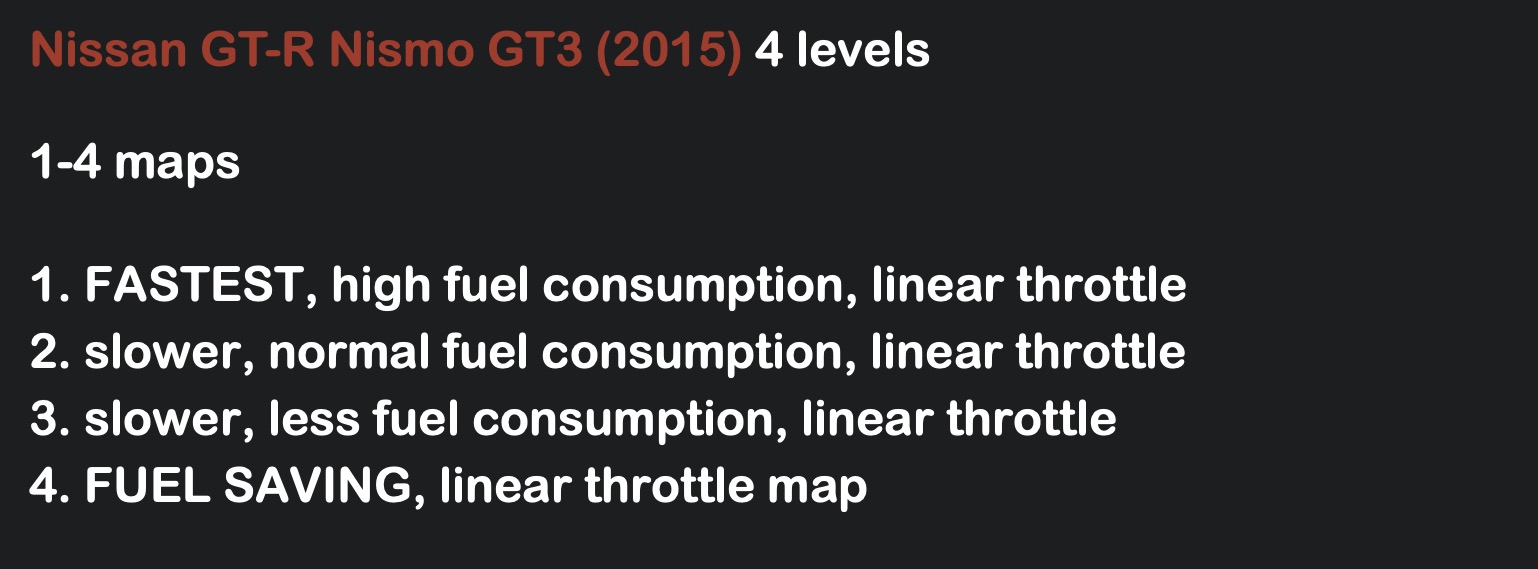 Nissan GT-R Nismo GT3 (2015) 4 levels
1-4 maps
1. FASTEST, high fuel consumption, linear throttle
2. slower, normal fuel consumption, linear throttle
3. slower, less fuel consumption, linear throttle
4. FUEL SAVING, linear throttle map